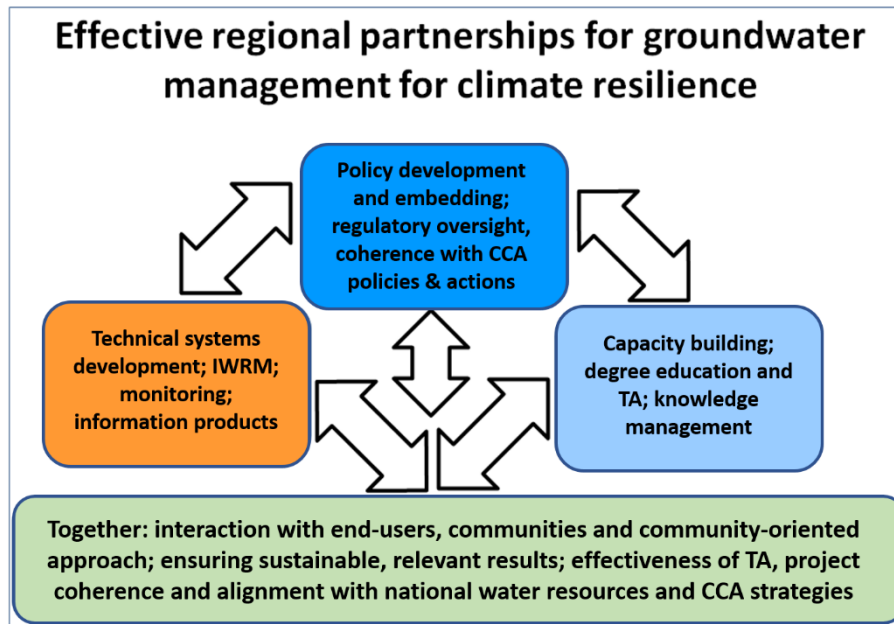 Effective regional partnerships for groundwater
management for climate resilience
Policy development
and embedding;
regulatory oversight,
coherence with CCA
policies & actions
Technical systems
development; IWRM;
monitoring;
information products
Capacity building;
degree education and
TA; knowledge
management
Together: interaction with end-users, communities and community-oriented
approach; ensuring sustainable, relevant results; effectiveness of TA, project
coherence and alignment with national water resources and CCA strategies